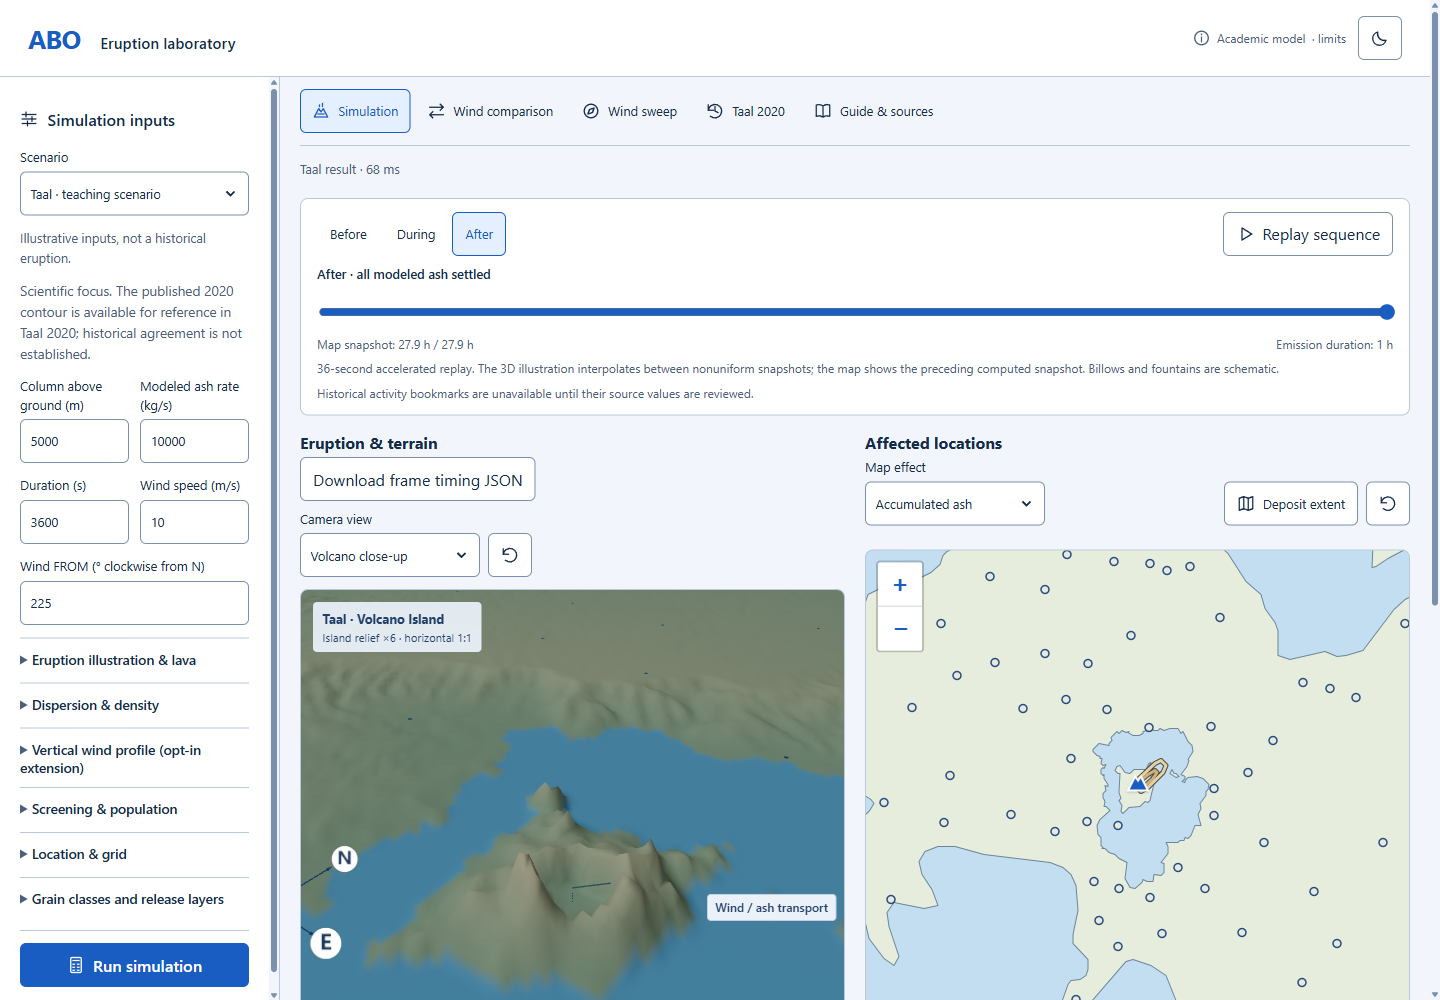 ABO
Eruption laboratory
Academic model · limits
Simulation inputs
Scenario
Taal · teaching scenario
Illustrative inputs, not a historical
eruption.
Scientific focus. The published 2020
contour is available for reference in
Taal 2020; historical agreement is not
established.
Column above
ground (m)
Modeled ash rate
(kg/s)
5000
10000
Duration (s)
Wind speed (m/s)
3600
10
Wind FROM (° clockwise from N)
225
Eruption illustration & lava
Dispersion & density
Vertical wind profile (opt-in
extension)
Screening & population
Location & grid
Grain classes and release layers
Run simulation
Simulation
Wind comparison
Wind sweep
Taal 2020
Guide & sources
Taal result · 68 ms
Before
During
After
Replay sequence
After · all modeled ash settled
Map snapshot: 27.9 h / 27.9 h
Emission duration: 1 h
36-second accelerated replay. The 3D illustration interpolates between nonuniform snapshots; the map shows the preceding computed snapshot. Billows and fountains are schematic.
Historical activity bookmarks are unavailable until their source values are reviewed.
Eruption & terrain
Download frame timing JSON
Camera view
Volcano close-up
Taal · Volcano Island
Island relief ×6 · horizontal 1:1
N
E
Wind / ash transport
Affected locations
Map effect
Accumulated ash
Deposit extent
+
−